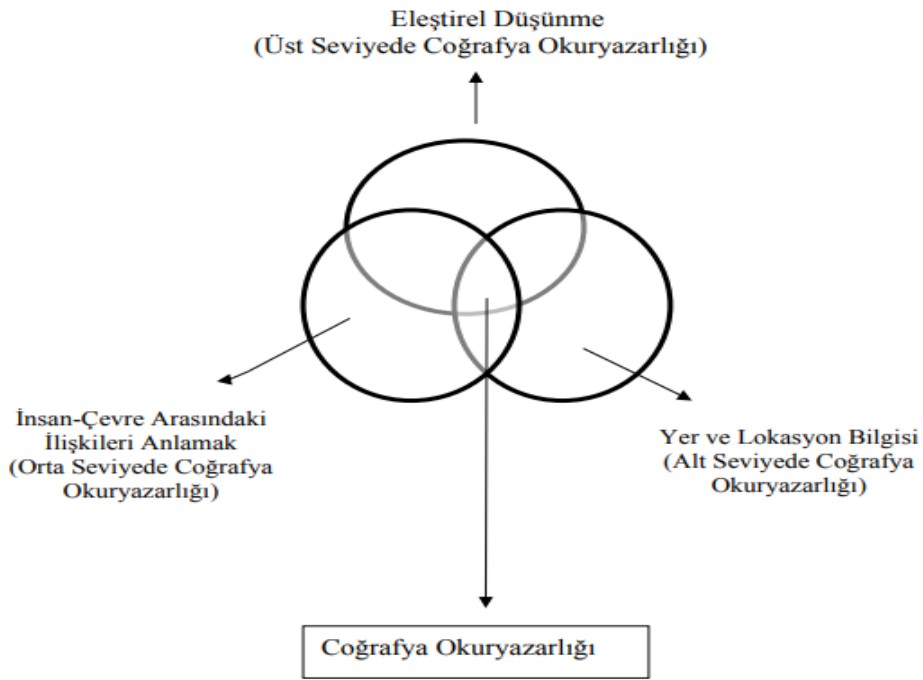 Eleştirel Düşünme
(Üst Seviyede Coğrafya Okuryazarlığı)
İnsan-Çevre Arasındaki
İlişkileri Anlamak
(Orta Seviyede Coğrafya
Okuryazarlığı)
Yer ve Lokasyon Bilgisi
(Alt Seviyede Coğrafya
Okuryazarlığı)
Coğrafya Okuryazarlığı